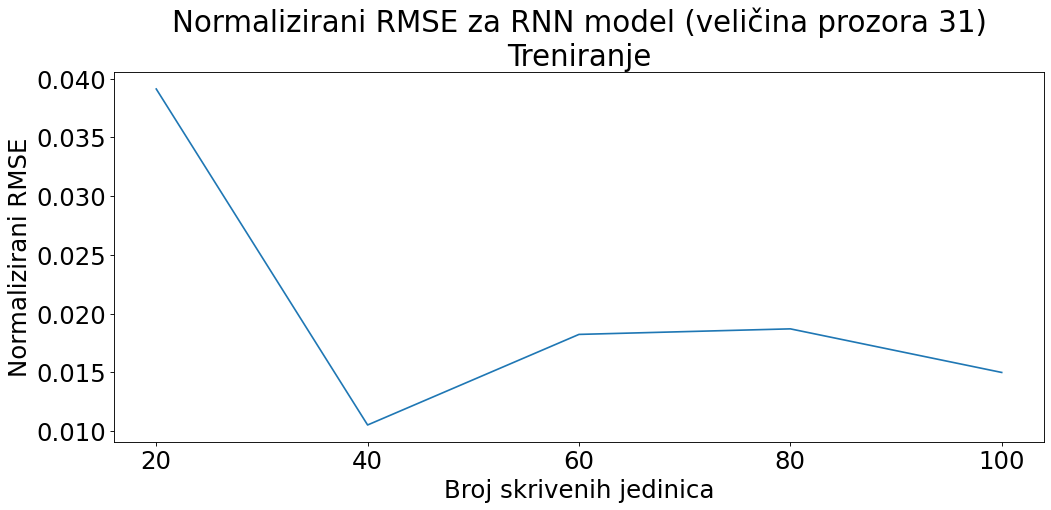 Normalizirani RMSE za RNN model (veličina prozora 31)
Treniranje
0.040
0.035
0.030
0.025
0.020
0.015
0.010
Normalizirani RMSE
20 40 60 80 100
Broj skrivenih jedinica